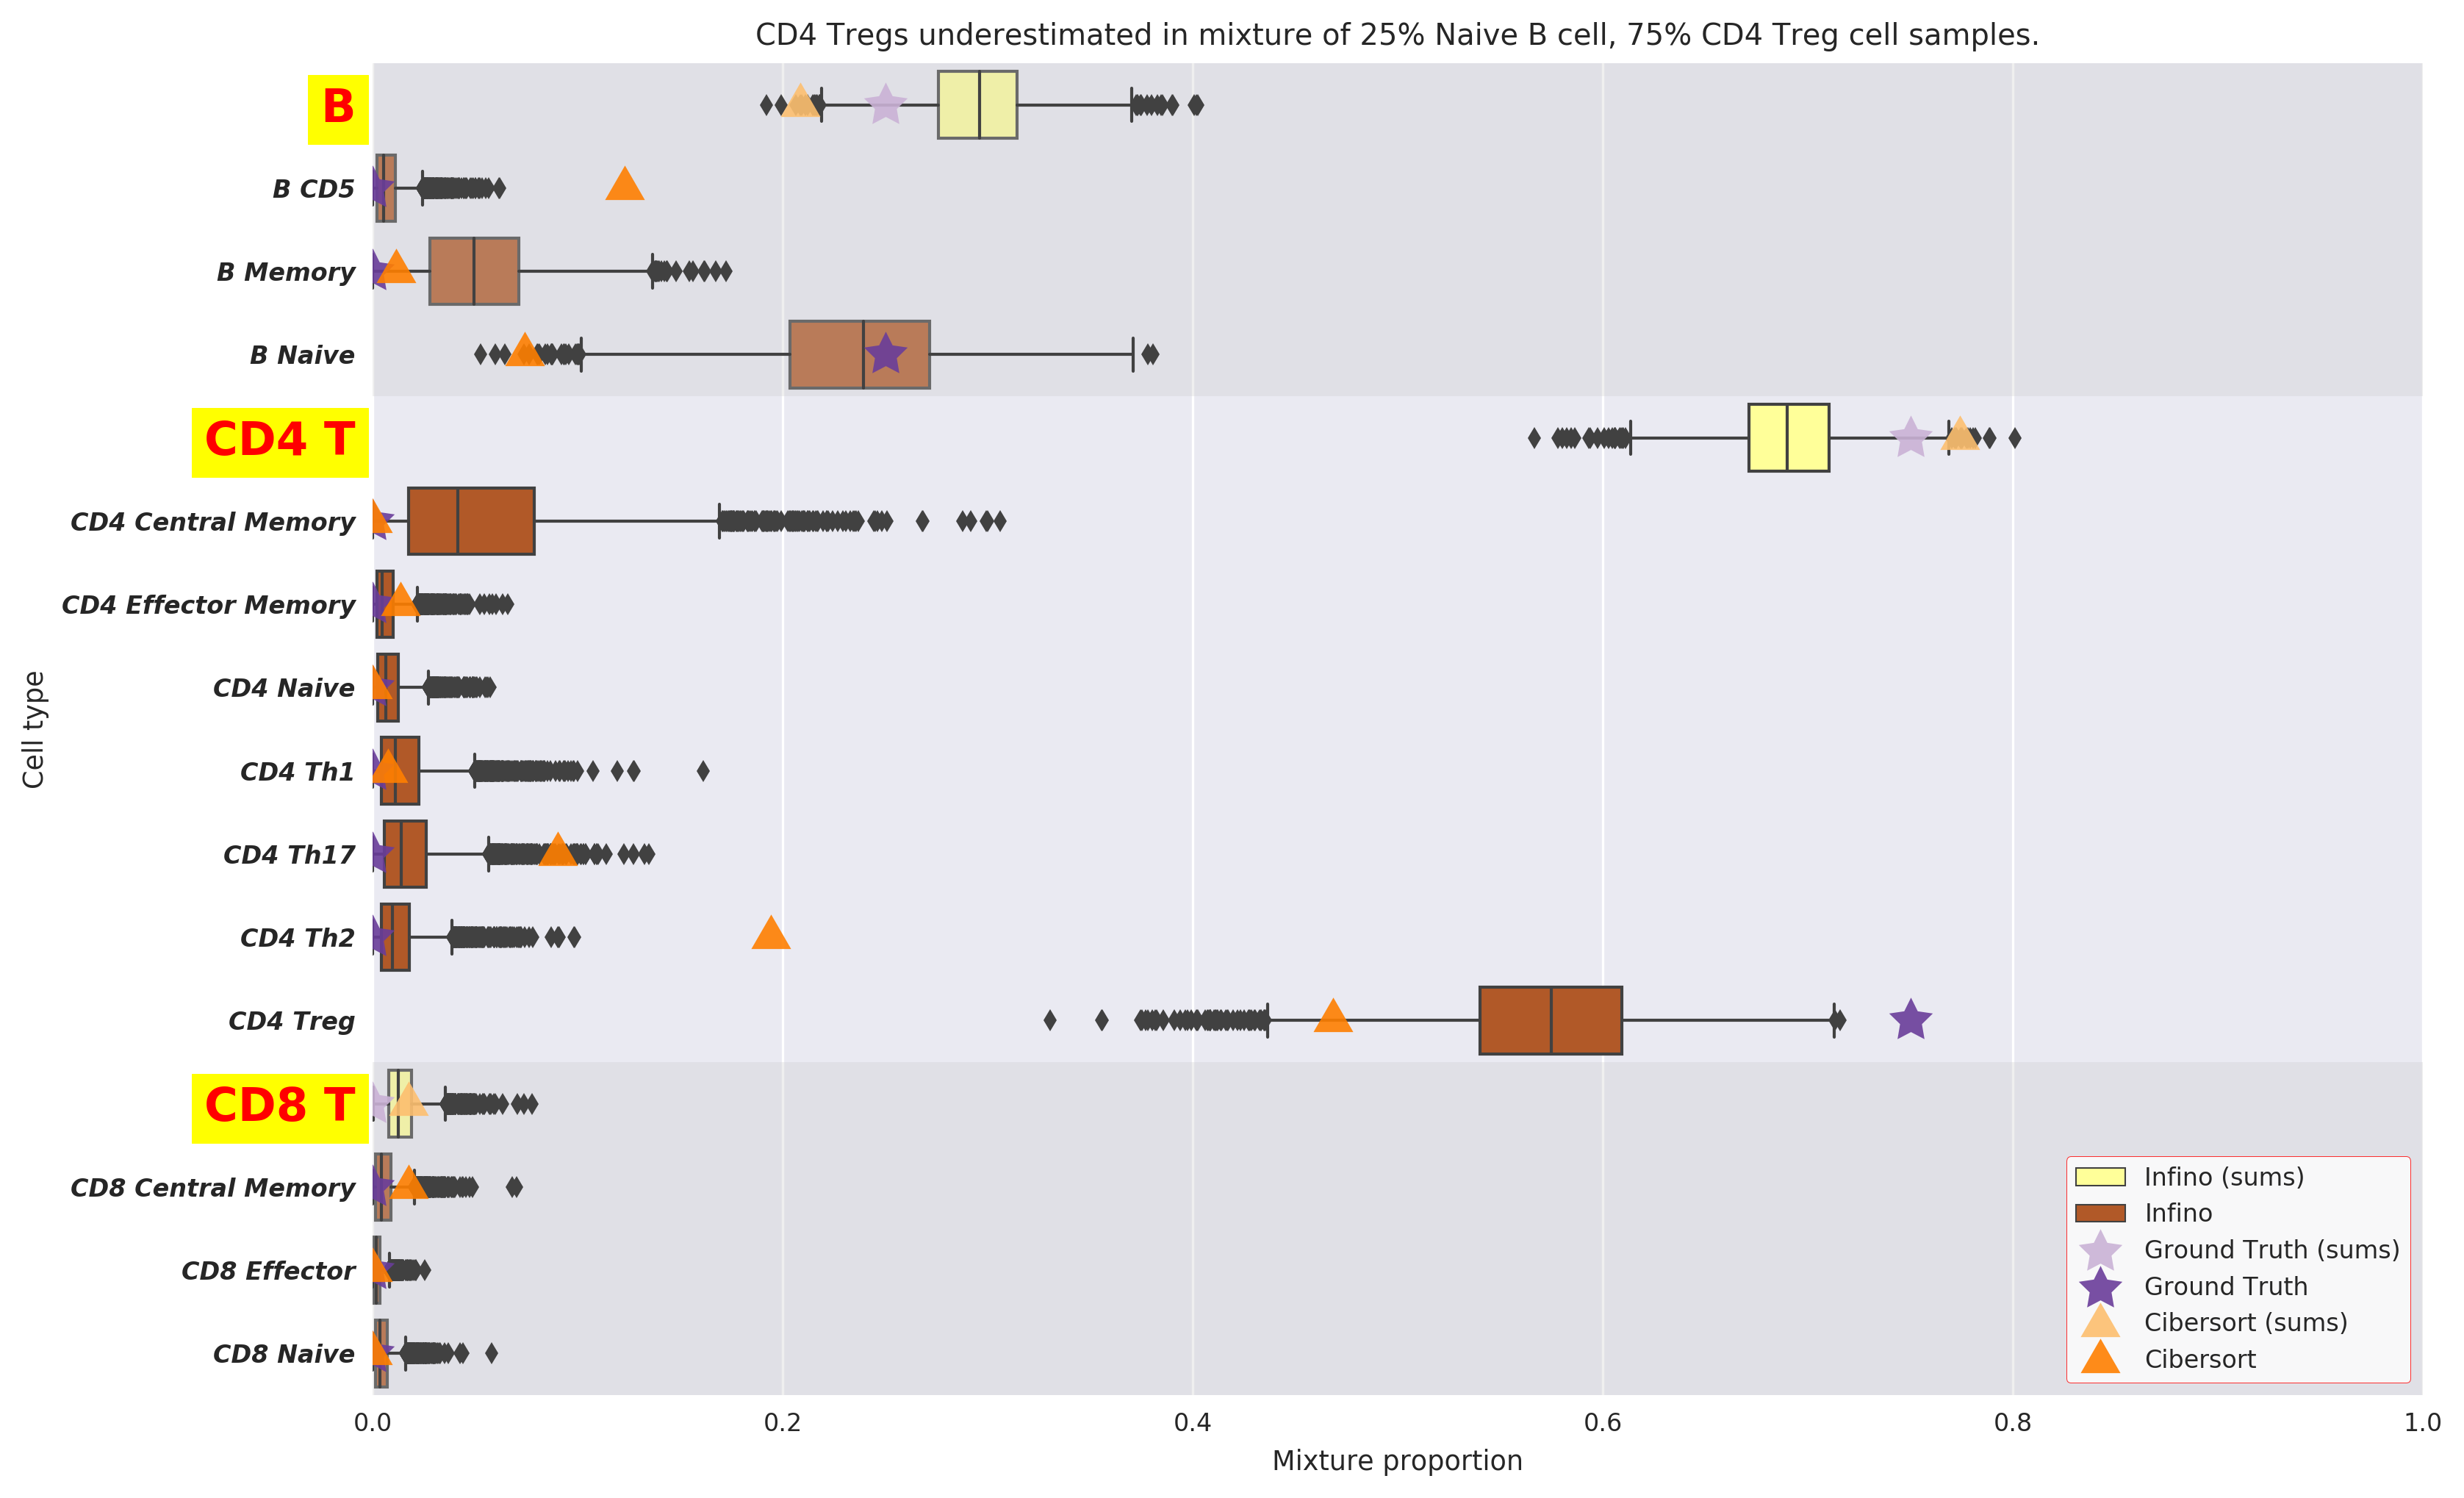 CD4 Tregs underestimated in mixture of 25% Naive B cell, 75% CD4 Treg cell samples.
B
B CD5
B Memory
B Naive
CD4 T
CD4 Central Memory
CD4 Effector Memory
CD4 Naive
CD4 Th1
CD4 Th17
CD4 Th2
CD4 Treg
CD8 T
CD8 Central Memory
CD8 Effector
CD8 Naive
Cell type
Infino (sums)
Infino
Ground Truth (sums)
Ground Truth
Cibersort (sums)
Cibersort
0.0 0.2 0.4 0.6 0.8 1.0
Mixture proportion